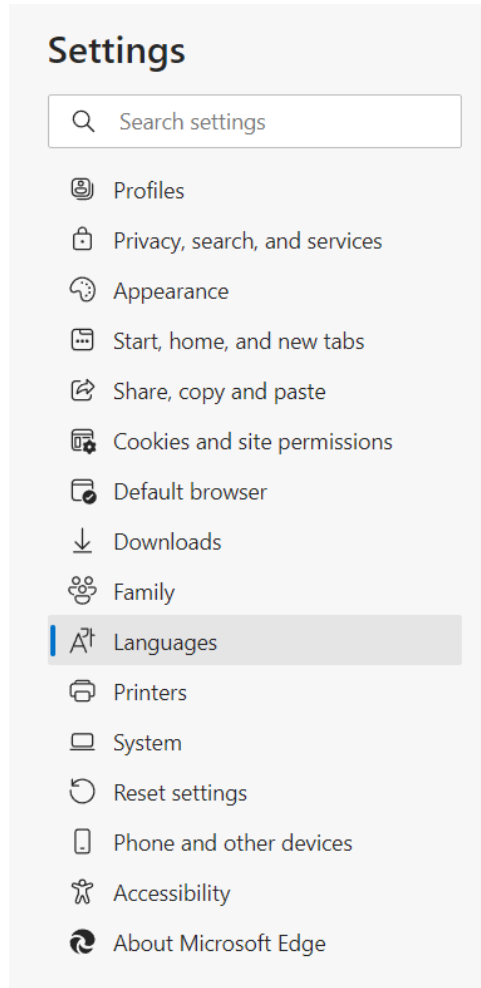 Settings
Search settings
Profiles
Privacy, search, and services
Appearance
Start, home, and new tabs
Share, copy and paste
Cookies and site permissions
Default browser
Downloads
Family
Languages
Printers
System
Reset settings
Phone and other devices
Accessibility
About Microsoft Edge